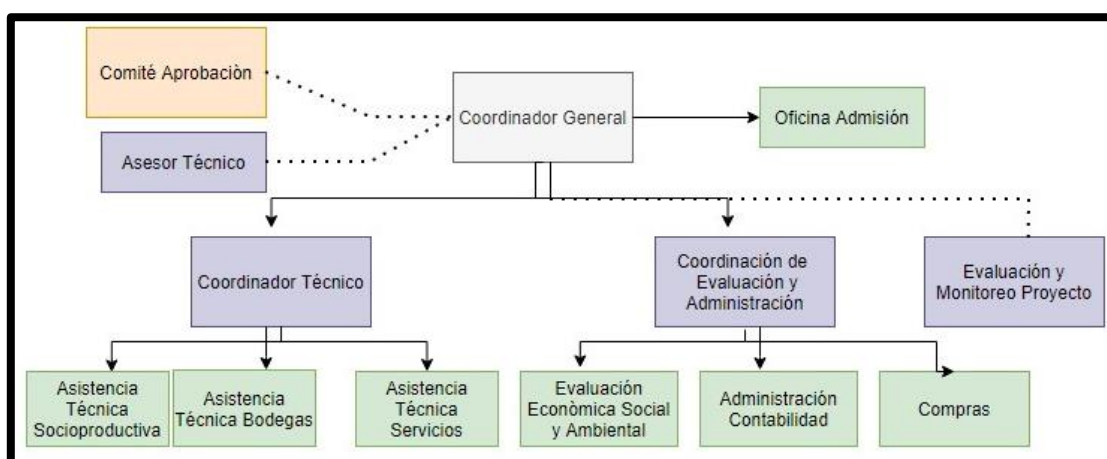 Comité Aprobaciòn
Coordinador General
Oficina Admisión
Asesor Técnico
Coordinador Técnico
Coordinación de
Evaluación y
Administración
Evaluación y
Monitoreo Proyecto
Asistencia
Técnica
Socioproductiva
Asistencia
Técnica Bodegas
Asistencia
Técnica
Servicios
Evaluación
Econòmica Social
y Ambiental
Administración
Contabilidad
Compras